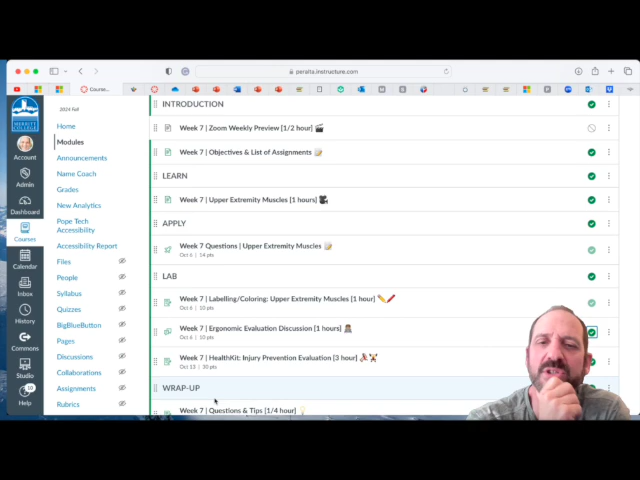 peralta.instructure.com
Course...
MERRITT COLLEGE
Account
Admin
Dashboard
Courses
Calendar
Inbox
History
Commons
Studio
10
Help
2024 Fall
Home
Modules
Announcements
Name Coach
Grades
New Analytics
Pope Tech
Accessibility
Accessibility Report
Files
People
Syllabus
Quizzes
BigBlueButton
Pages
Discussions
Collaborations
Assignments
Rubrics
INTRODUCTION
Week 7 | Zoom Weekly Preview [1/2 hour]
Week 7 | Objectives & List of Assignments
LEARN
Week 7 | Upper Extremity Muscles [1 hours]
APPLY
Week 7 Questions | Upper Extremity Muscles
Oct 6 | 14 pts
LAB
Week 7 | Labelling/Coloring: Upper Extremity Muscles [1 hour]
Oct 6 | 10 pts
Week 7 | Ergonomic Evaluation Discussion [1 hours]
Oct 6 | 10 pts
Week 7 | HealthKit: Injury Prevention Evaluation [3 hour]
Oct 13 | 30 pts
WRAP-UP
Week 7 | Questions & Tips [1/4 hour]